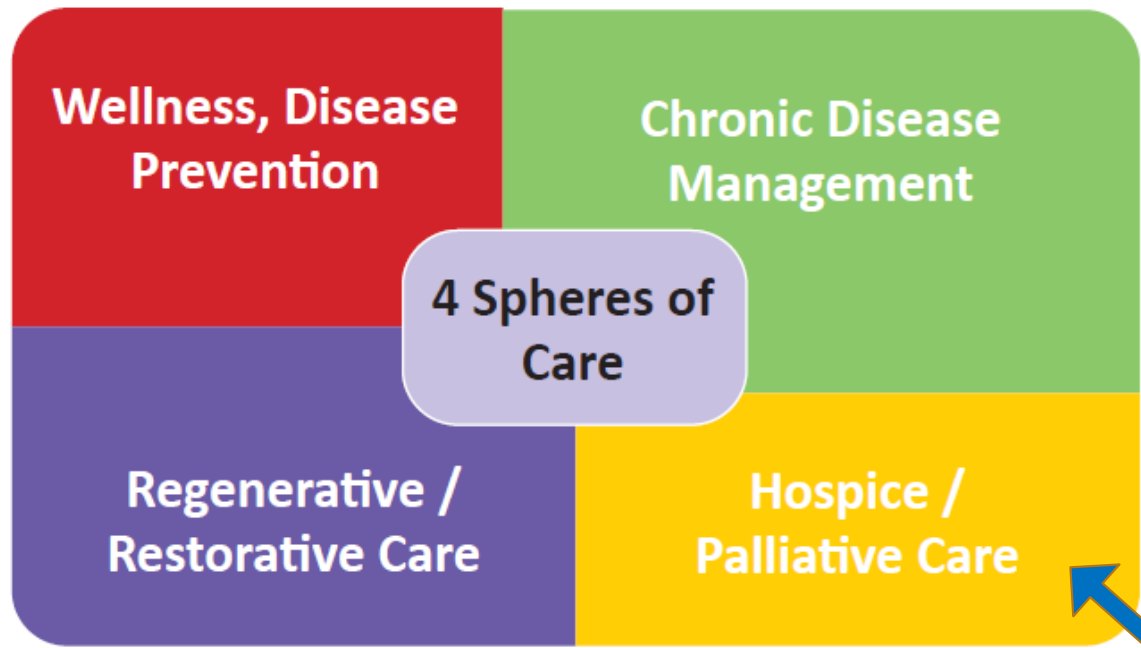 Wellness, Disease
Prevention
Chronic Disease
Management
4 Spheres of
Care
Regenerative /
Restorative Care
Hospice /
Palliative Care